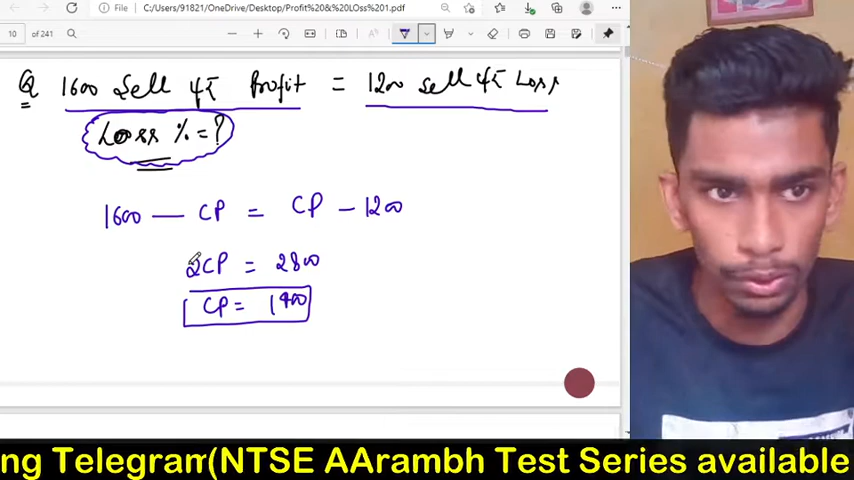 File
C:/Users/91821/OneDrive/Desktop/Profit%20&%20LOss%201.pdf
10 of 241
Q 1600 Sell Profit = 1200 Sell Loss
Loss % = ?
1600 — CP = CP - 1200
2CP = 2800
CP = 1400
ng Telegram(NTSE AArambh Test Series available